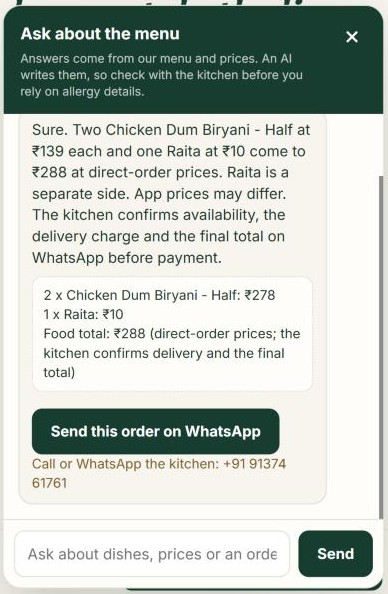 Ask about the menu
Answers come from our menu and prices. An AI
writes them, so check with the kitchen before you
rely on allergy details.
Sure. Two Chicken Dum Biryani - Half at
₹139 each and one Raita at ₹10 come to
₹288 at direct-order prices. Raita is a
separate side. App prices may differ.
The kitchen confirms availability, the
delivery charge and the final total on
WhatsApp before payment.
2 x Chicken Dum Biryani - Half: ₹278
1 x Raita: ₹10
Food total: ₹288 (direct-order prices; the
kitchen confirms delivery and the final
total)
Send this order on WhatsApp
Call or WhatsApp the kitchen: +91 91374
61761
Ask about dishes, prices or an orde
Send